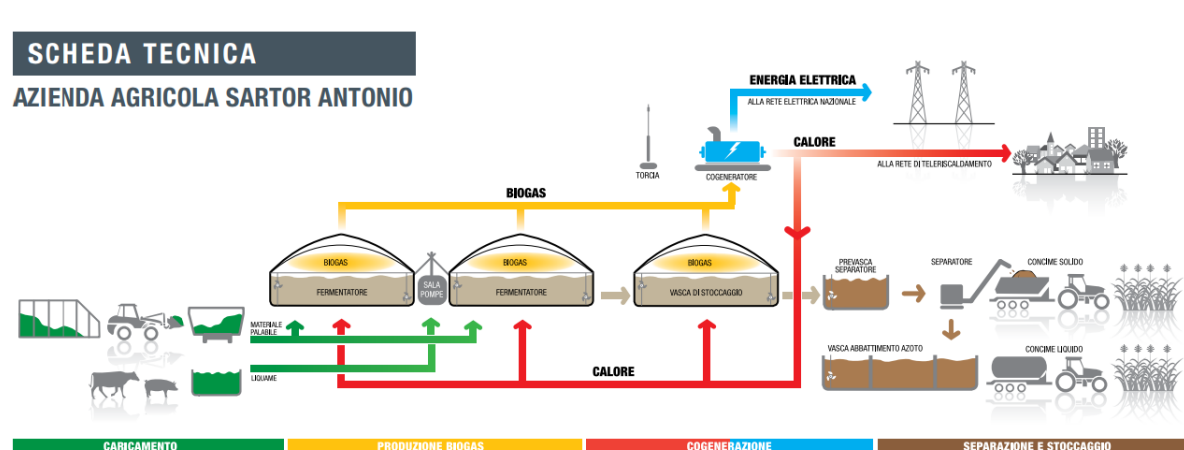 SCHEDA TECNICA
AZIENDA AGRICOLA SARTOR ANTONIO
ENERGIA ELETTRICA
ALLA RETE ELETTRICA NAZIONALE
TORCIA
COGENERATORE
CALORE
ALLA RETE DI TELERISCALDAMENTO
BIOGAS
BIOGAS
FERMENTATORE
SALA
POMPE
BIOGAS
FERMENTATORE
BIOGAS
VASCA DI STOCCAGGIO
PREVASCA
SEPARATORE
SEPARATORE
CONCIME SOLIDO
MATERIALE
PALABILE
LIQUAME
CALORE
VASCA ABBATTIMENTO AZOTO
CONCIME LIQUIDO
CARICAMENTO
PRODUZIONE BIOGAS
COGENERAZIONE
SEPARAZIONE E STOCCAGGIO